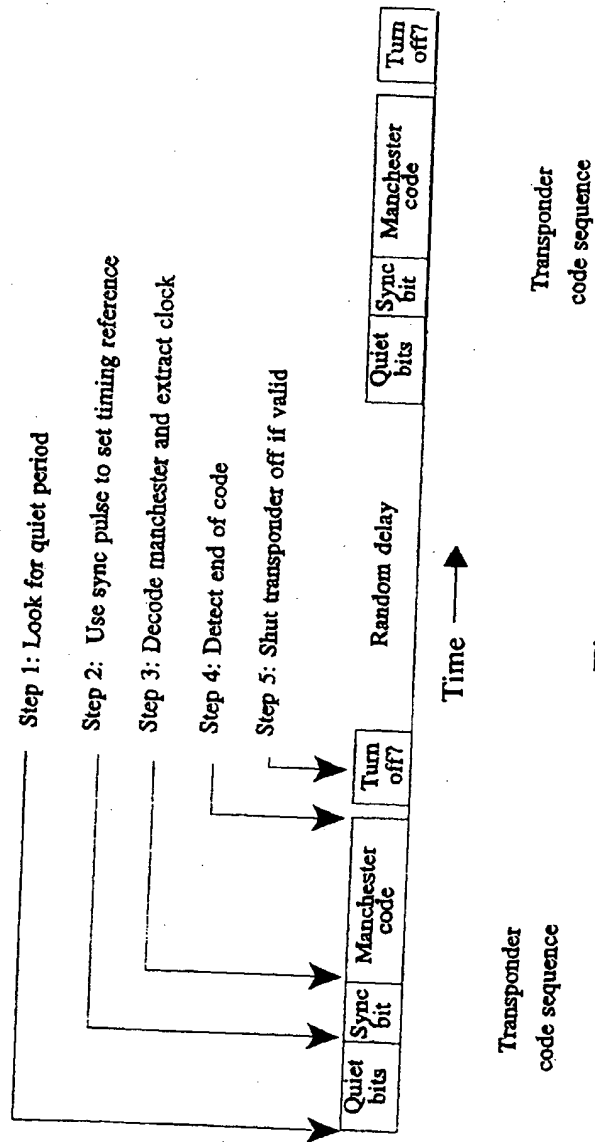 Step 1: Look for quiet period
Step 2: Use sync pulse to set timing reference
Step 3: Decode manchester and extract clock
Step 4: Detect end of code
Step 5: Shut transponder off if valid
Quiet
bits
Sync
bit
Manchester
code
Turn
off?
Random delay
Quiet
bits
Sync
bit
Manchester
code
Turn
off?
Time
Transponder
code sequence
Transponder
code sequence